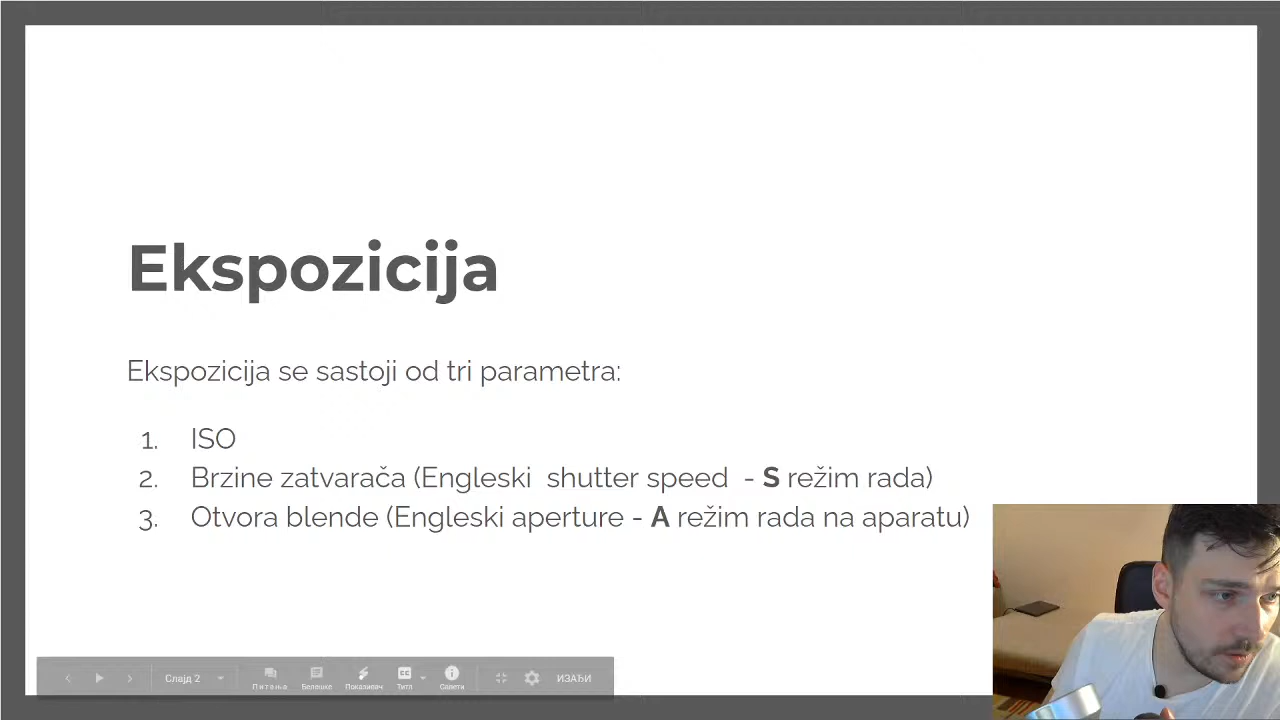 Ekspozicija
Ekspozicija se sastoji od tri parametra:
1. ISO
2. Brzine zatvarača (Engleski shutter speed - S režim rada)
3. Otvora blende (Engleski aperture - A režim rada na aparatu)
Слајд 2
Питања
Белешке
Показивач
Титл
Савети
ИЗАЂИ